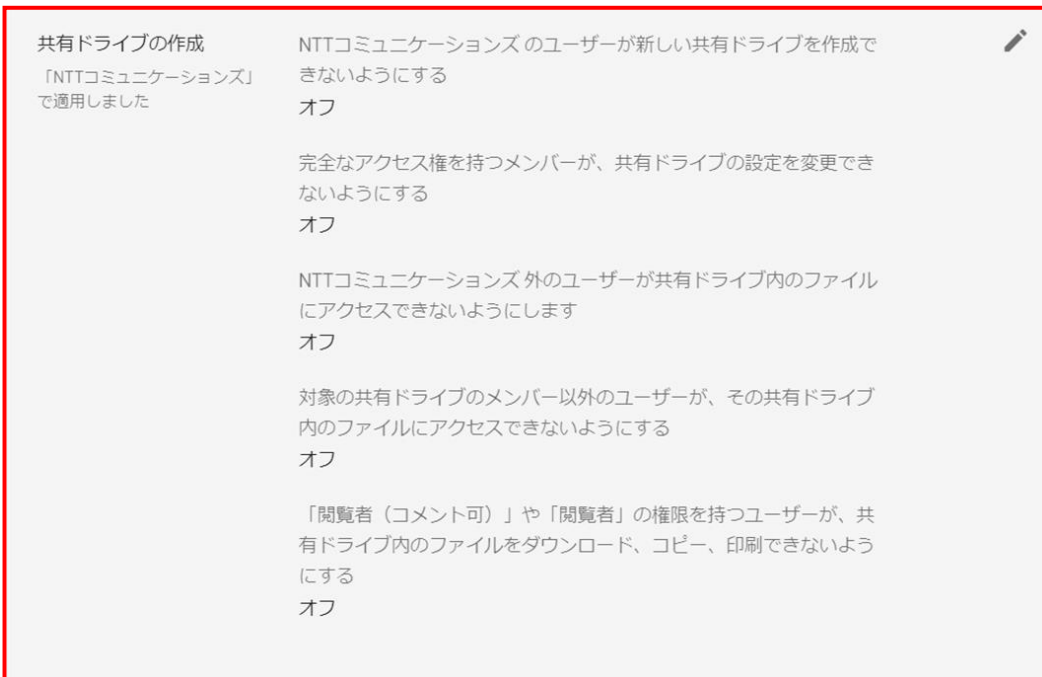 共有ドライブの作成
「NTTコミュニケーションズ」
で適用しました
NTTコミュニケーションズ のユーザーが新しい共有ドライブを作成で
きないようにする
オフ
完全なアクセス権を持つメンバーが、共有ドライブの設定を変更でき
ないようにする
オフ
NTTコミュニケーションズ 外のユーザーが共有ドライブ内のファイル
にアクセスできないようにします
オフ
対象の共有ドライブのメンバー以外のユーザーが、その共有ドライブ
内のファイルにアクセスできないようにする
オフ
「閲覧者（コメント可）」や「閲覧者」の権限を持つユーザーが、共
有ドライブ内のファイルをダウンロード、コピー、印刷できないよう
にする
オフ